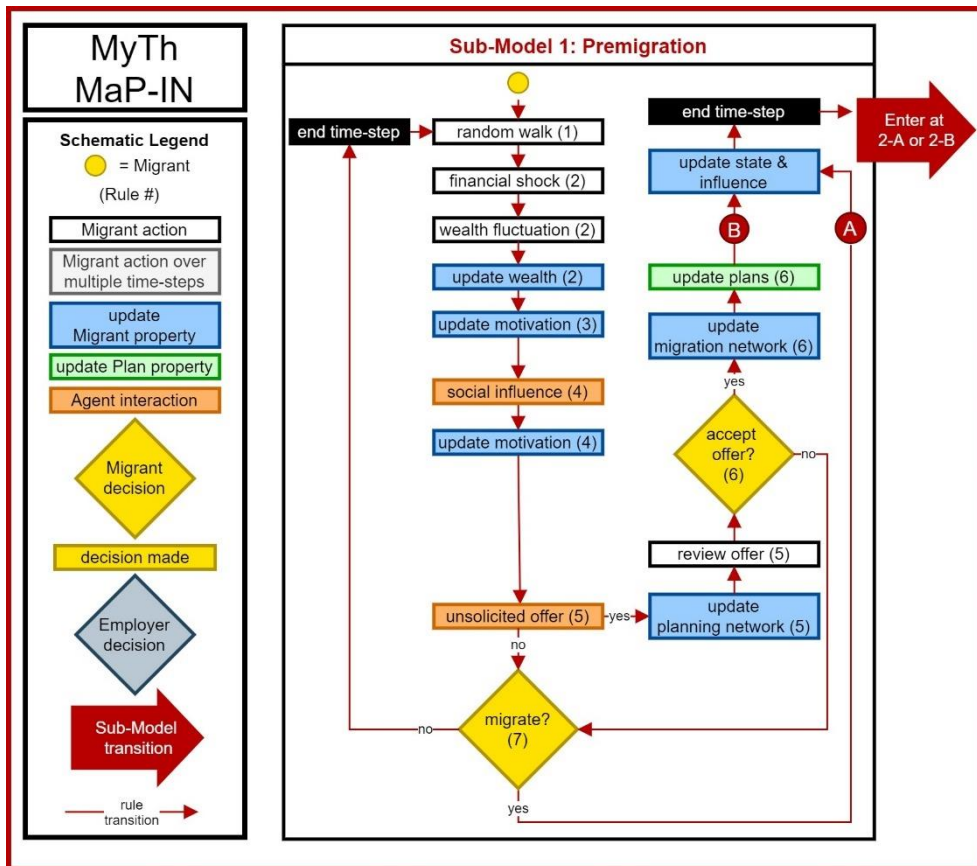 MyTh
MaP-IN
Schematic Legend
= Migrant
(Rule #)
Migrant action
Migrant action over
multiple time-steps
update
Migrant property
update Plan property
Agent interaction
Migrant
decision
decision made
Employer
decision
Sub-Model
transition
rule
transition
Sub-Model 1: Premigration
end time-step
random walk (1)
financial shock (2)
wealth fluctuation (2)
update wealth (2)
update motivation (3)
social influence (4)
update motivation (4)
unsolicited offer (5)
yes
no
migrate?
(7)
no
yes
update
planning network (5)
review offer (5)
accept
offer?
(6)
no
yes
update
migration network (6)
update plans (6)
B
A
update state &
influence
end time-step
Enter at
2-A or 2-B